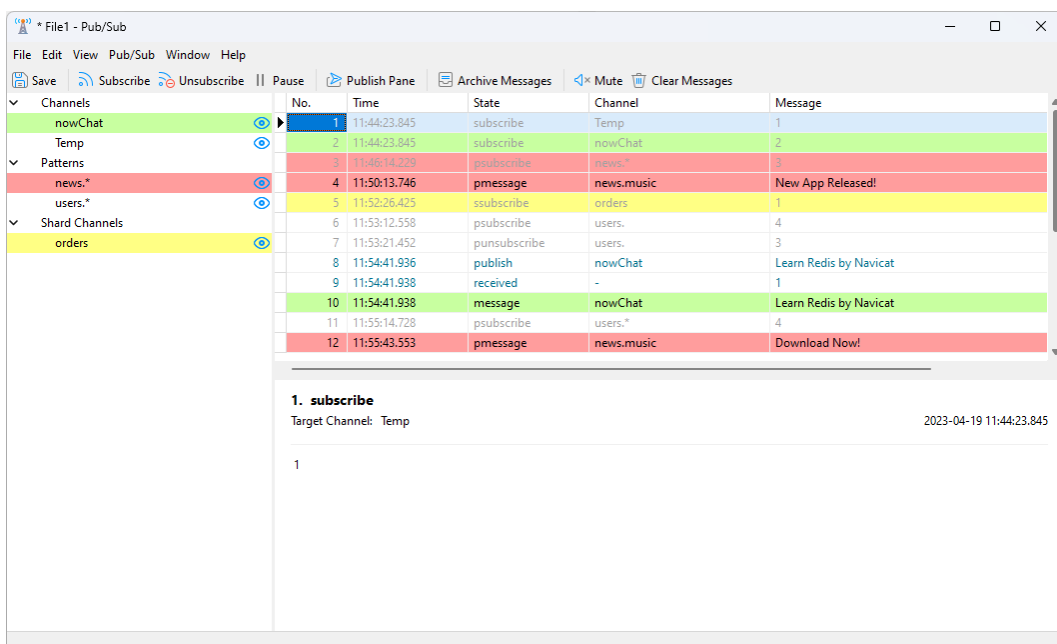 * File1 - Pub/Sub
File Edit View Pub/Sub Window Help
Save Subscribe Unsubscribe Pause Publish Pane Archive Messages Mute Clear Messages
Channels
nowChat
Temp
Patterns
news.*
users.*
Shard Channels
orders
No. Time State Channel Message
1 11:44:23.845 subscribe Temp 1
2 11:44:23.845 subscribe nowChat 2
3 11:46:14.229 psubscribe news.* 3
4 11:50:13.746 pmessage news.music New App Released!
5 11:52:26.425 ssubscribe orders 1
6 11:53:12.558 psubscribe users. 4
7 11:53:21.452 punsubscribe users. 3
8 11:54:41.936 publish nowChat Learn Redis by Navicat
9 11:54:41.938 received - 1
10 11:54:41.938 message nowChat Learn Redis by Navicat
11 11:55:14.728 psubscribe users.* 4
12 11:55:43.553 pmessage news.music Download Now!
1. subscribe
Target Channel: Temp 2023-04-19 11:44:23.845
1